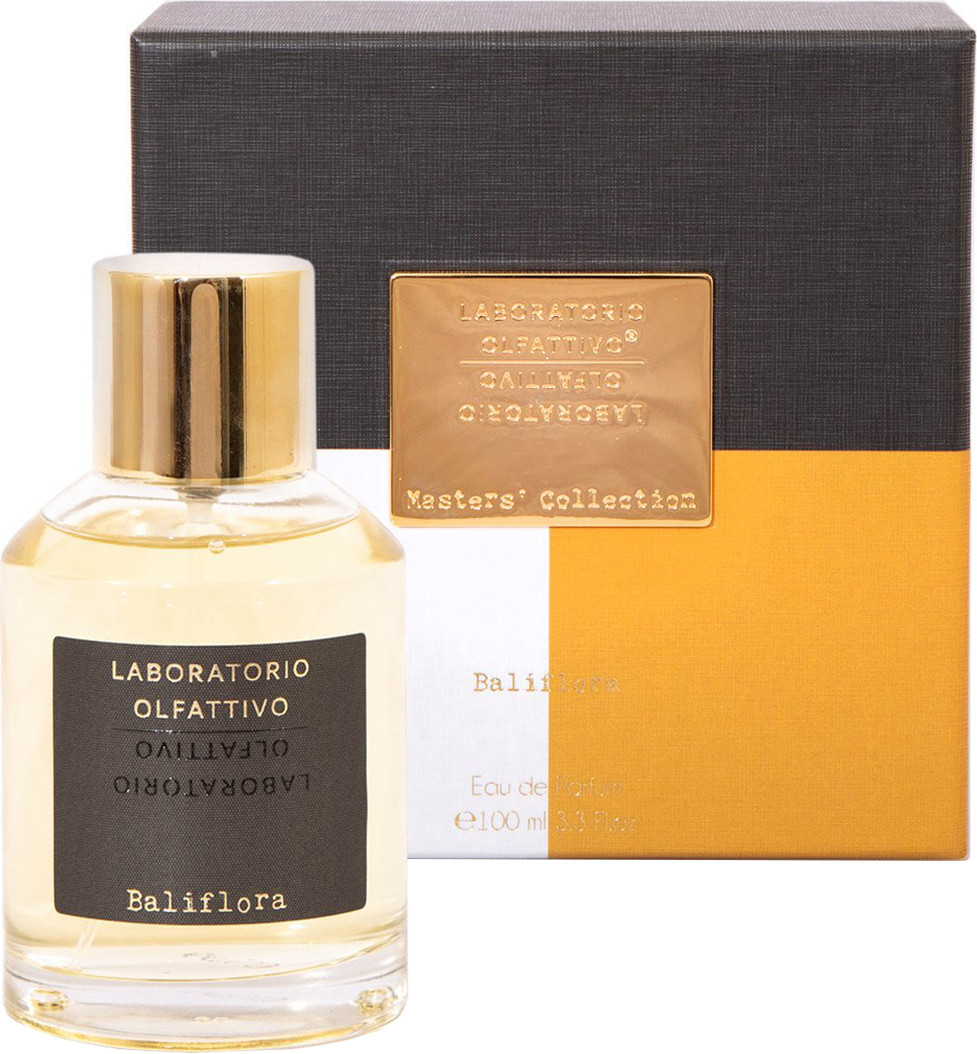 LABORATORIO
OLFATTIVO®
OLFATTIVO
LABORATORIO
Masters' Collection
Baliflora
Eau de Parfum
℮100 ml 3.3 Fl.oz
LABORATORIO
OLFATTIVO
OLFATTIVO
LABORATORIO
Baliflora